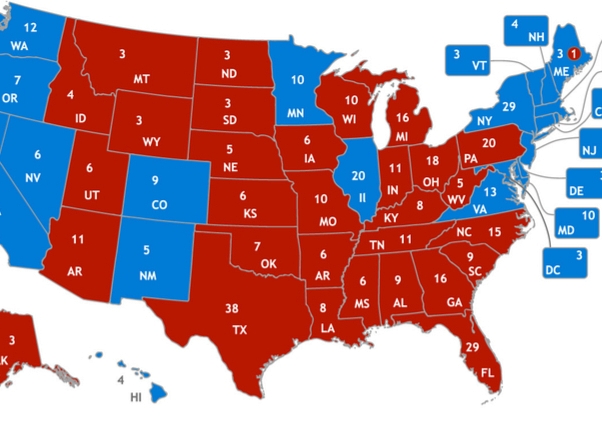 12
WA
3
MT
3
ND
10
MN
4
NH
3
VT
3
ME
1
7
OR
4
ID
3
SD
10
WI
16
MI
29
NY
3
WY
5
NE
6
IA
20
PA
NJ
6
NV
6
UT
9
CO
20
II
11
IN
18
OH
5
WV
13
VA
DE
6
KS
10
MO
8
KY
10
MD
11
AR
5
NM
7
OK
6
AR
TN 11
NC 15
9
SC
3
DC
38
TX
8
LA
6
MS
9
AL
16
GA
29
FL
3
K
4
HI